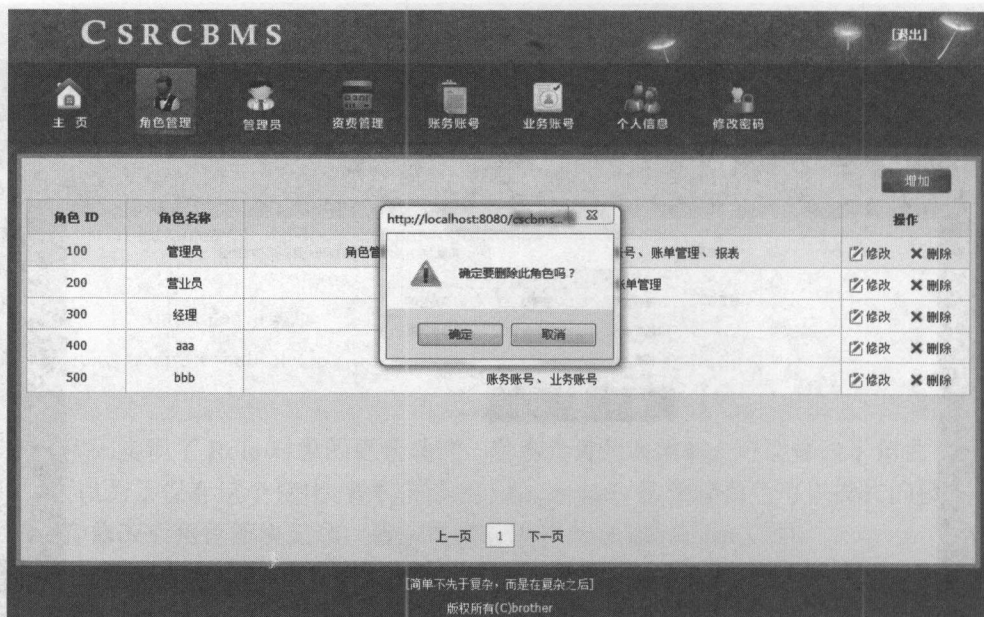 CSRCBMS
[退出]
主 页 角色管理 管理员 资费管理 账务账号 业务账号 个人信息 修改密码
增加
角色 ID 角色名称 操作
100 管理员 角色管 号、账单管理、报表 修改 删除
200 营业员 账单管理 修改 删除
300 经理 修改 删除
400 aaa 修改 删除
500 bbb 账务账号、业务账号 修改 删除
http://localhost:8080/cscbms...
确定要删除此角色吗？
确定 取消
上一页 1 下一页
[简单不先于复杂，而是在复杂之后]
版权所有(C)brother